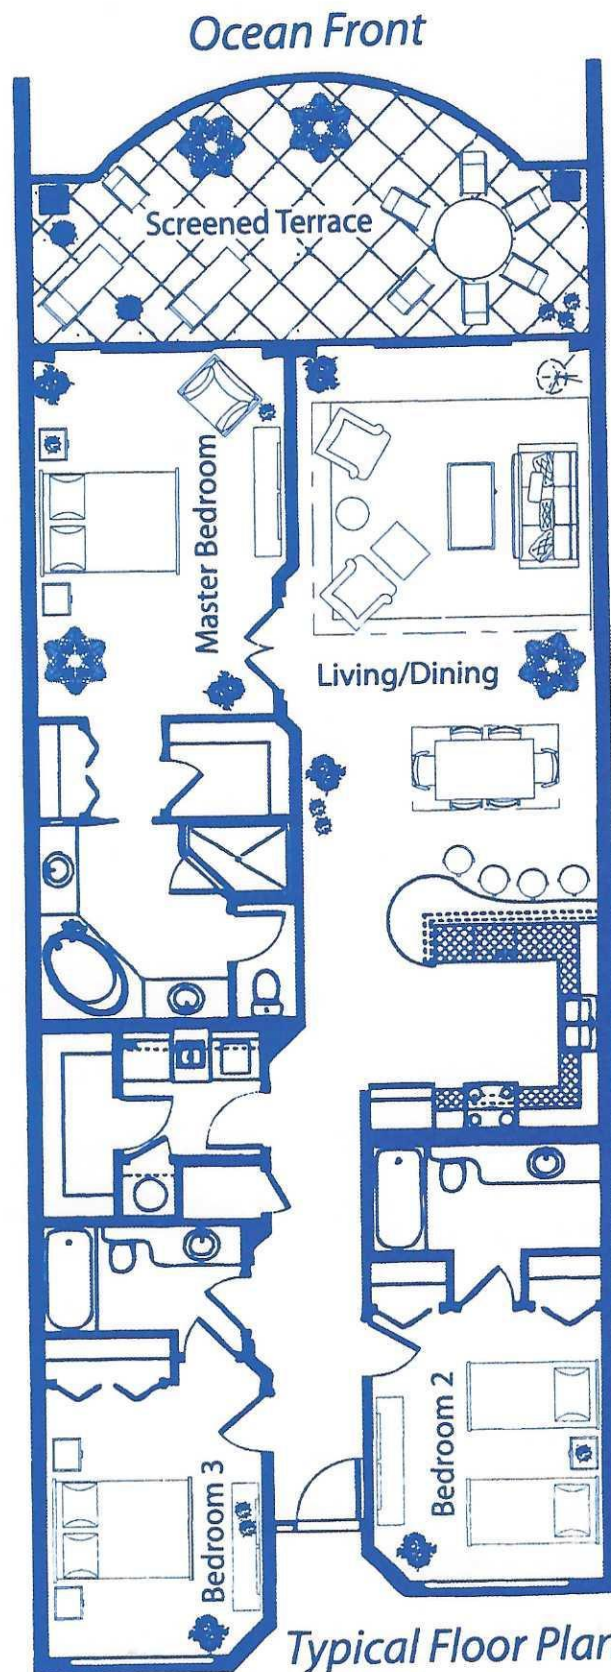 Ocean Front
Screened Terrace
Master Bedroom
Living/Dining
Bedroom 2
Bedroom 3
Typical Floor Plan